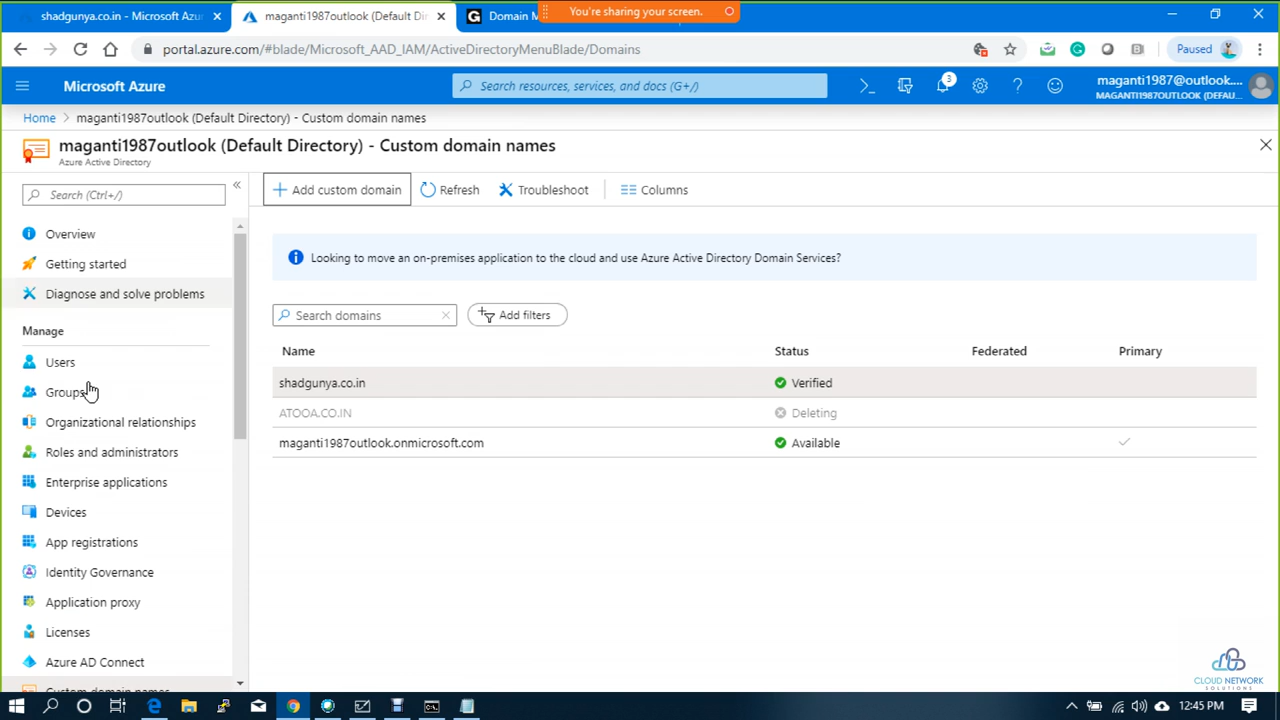 shadgunya.co.in - Microsoft Azur
maganti1987outlook (Default Dir
Domain M
You're sharing your screen.
portal.azure.com/#blade/Microsoft_AAD_IAM/ActiveDirectoryMenuBlade/Domains
Paused
Microsoft Azure
Search resources, services, and docs (G+/)
3
maganti1987@outlook....
MAGANTI1987OUTLOOK (DEFAU...
Home
maganti1987outlook (Default Directory) - Custom domain names
maganti1987outlook (Default Directory) - Custom domain names
Azure Active Directory
Search (Ctrl+/)
Add custom domain
Refresh
Troubleshoot
Columns
Overview
Getting started
Diagnose and solve problems
Manage
Users
Groups
Organizational relationships
Roles and administrators
Enterprise applications
Devices
App registrations
Identity Governance
Application proxy
Licenses
Azure AD Connect
Custom domain names
Looking to move an on-premises application to the cloud and use Azure Active Directory Domain Services?
Search domains
Add filters
Name Status Federated Primary
shadgunya.co.in Verified
ATOOA.CO.IN Deleting
maganti1987outlook.onmicrosoft.com Available
CLOUD NETWORK
SOLUTIONS
12:45 PM